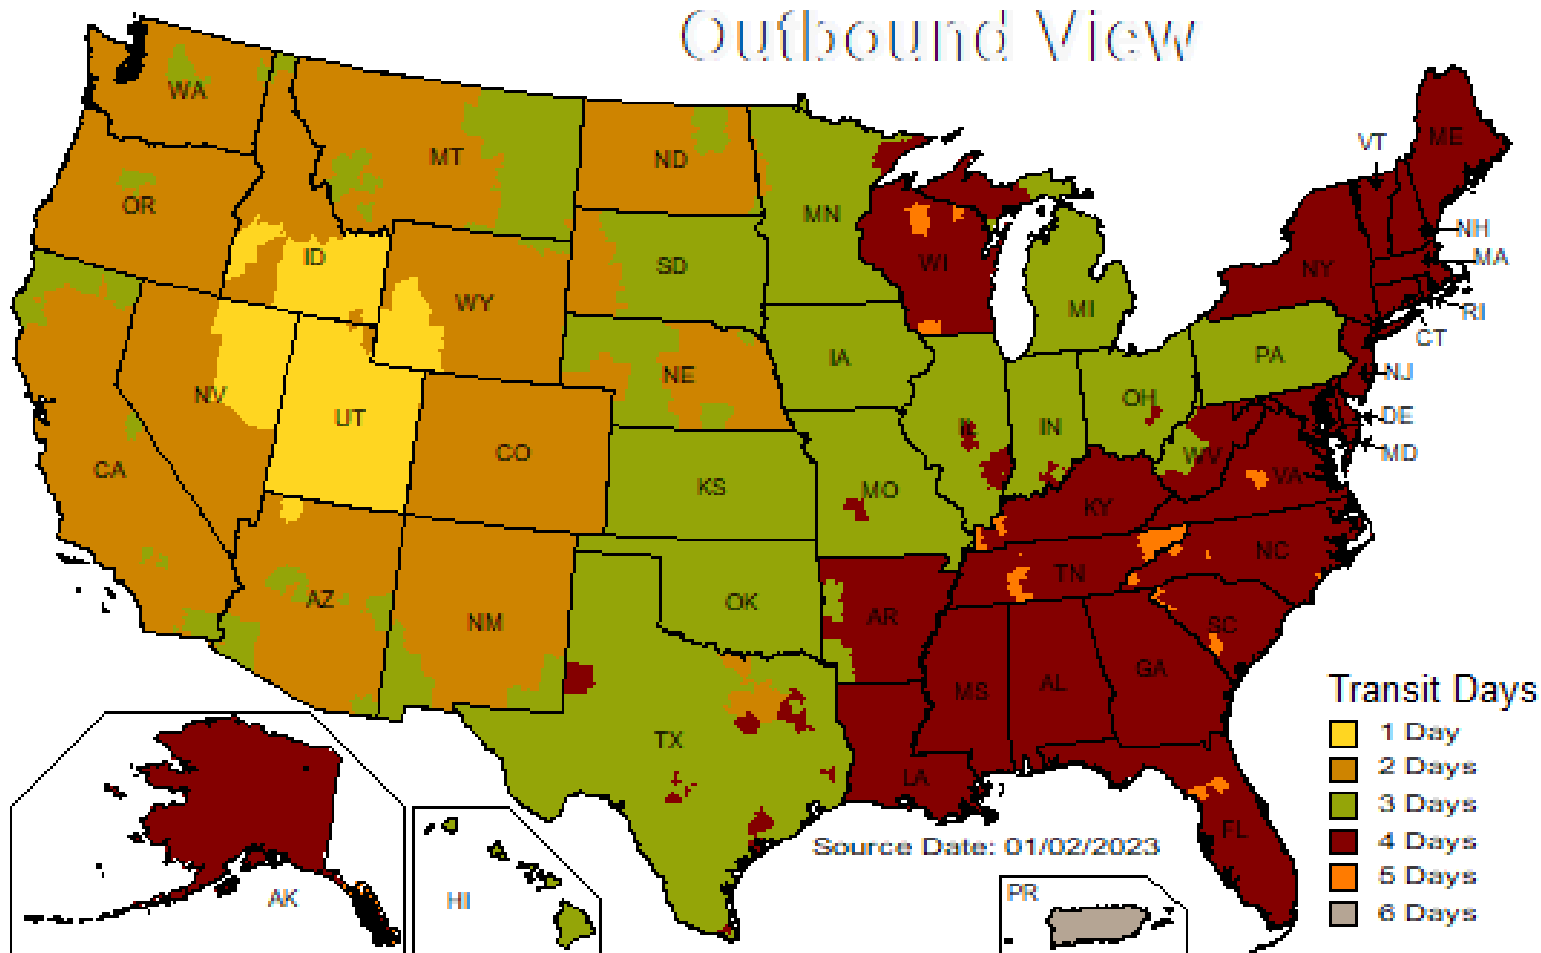 Outbound View
WA
MT
ND
VT
ME
OR
MN
ID
SD
WI
NY
NH
MA
WY
MI
RI
CT
IA
PA
NE
NJ
NV
UT
OH
DE
CO
IL
IN
MD
CA
WV
KS
MO
VA
KY
NC
TN
AZ
OK
NM
AR
SC
MS
AL
GA
TX
LA
FL
AK
HI
PR
Source Date: 01/02/2023
Transit Days
1 Day
2 Days
3 Days
4 Days
5 Days
6 Days